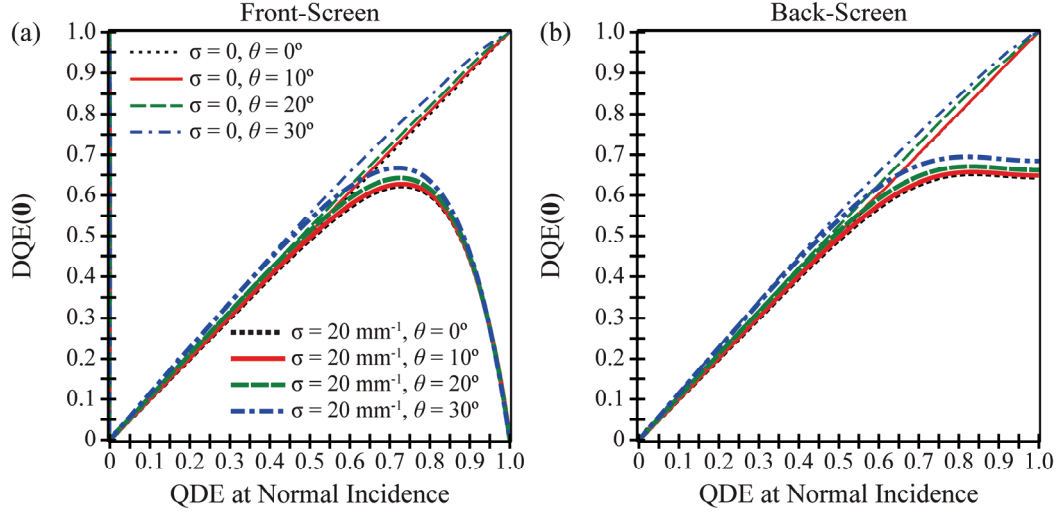 Front-Screen
Back-Screen
(a)
(b)
1.0
0.9
0.8
0.7
0.6
0.5
0.4
0.3
0.2
0.1
0
DQE(0)
σ = 0, θ = 0º
σ = 0, θ = 10º
σ = 0, θ = 20º
σ = 0, θ = 30º
σ = 20 mm⁻¹, θ = 0º
σ = 20 mm⁻¹, θ = 10º
σ = 20 mm⁻¹, θ = 20º
σ = 20 mm⁻¹, θ = 30º
0 0.1 0.2 0.3 0.4 0.5 0.6 0.7 0.8 0.9 1.0
QDE at Normal Incidence
1.0
0.9
0.8
0.7
0.6
0.5
0.4
0.3
0.2
0.1
0
DQE(0)
0 0.1 0.2 0.3 0.4 0.5 0.6 0.7 0.8 0.9 1.0
QDE at Normal Incidence